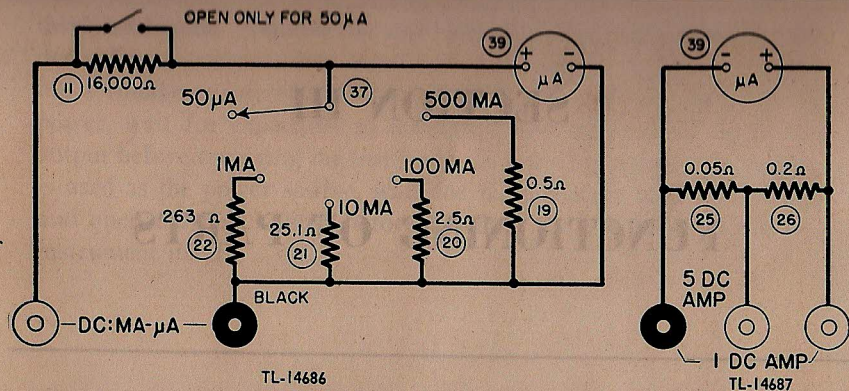 OPEN ONLY FOR 50μA
11
16,000Ω
39
+ -
μA
39
- +
μA
50μA
37
500 MA
1MA
100 MA
10 MA
0.05Ω
0.2Ω
25
26
263 Ω
22
25.1Ω
21
2.5Ω
20
0.5Ω
19
BLACK
5 DC
AMP
DC:MA-μA
1 DC AMP
TL-14686
TL-14687